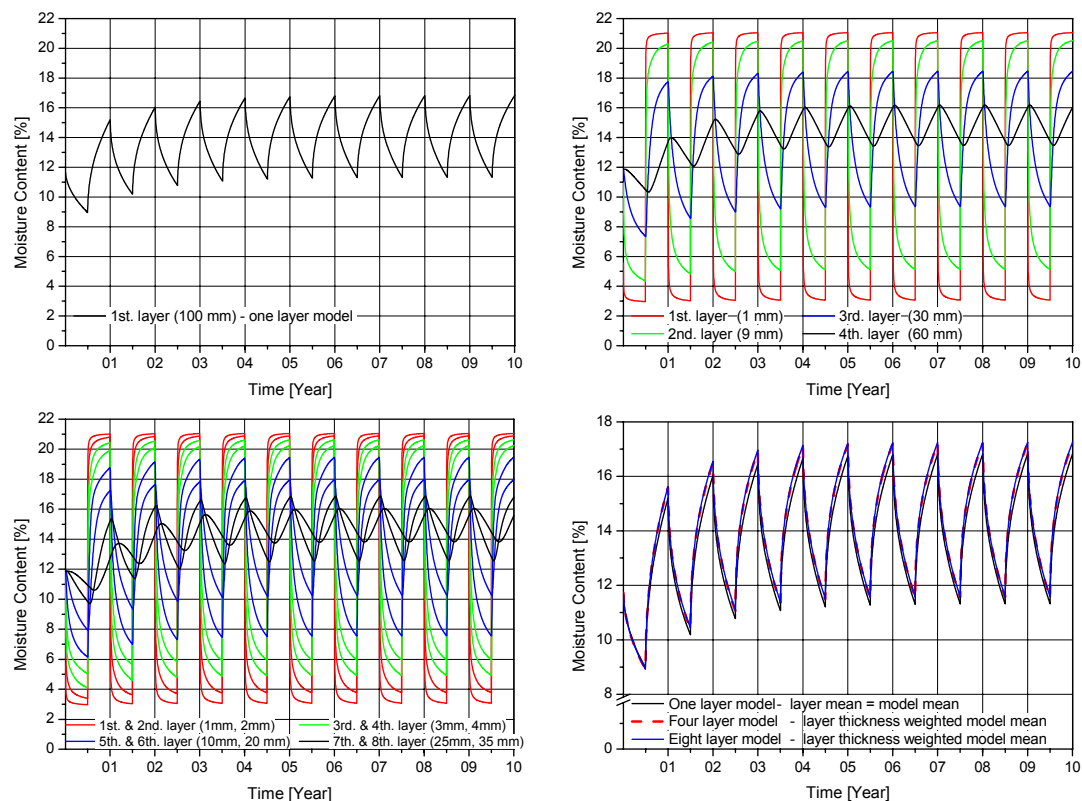 22
20
18
16
14
12
10
8
6
4
2
0
Moisture Content [%]
1st. layer (100 mm) - one layer model
01 02 03 04 05 06 07 08 09 10
Time [Year]
22
20
18
16
14
12
10
8
6
4
2
0
Moisture Content [%]
1st. layer (1 mm) 3rd. layer (30 mm)
2nd. layer (9 mm) 4th. layer (60 mm)
01 02 03 04 05 06 07 08 09 10
Time [Year]
22
20
18
16
14
12
10
8
6
4
2
0
Moisture Content [%]
1st. & 2nd. layer (1mm, 2mm) 3rd. & 4th. layer (3mm, 4mm)
5th. & 6th. layer (10mm, 20 mm) 7th. & 8th. layer (25mm, 35 mm)
01 02 03 04 05 06 07 08 09 10
Time [Year]
18
16
14
12
10
8
0
Moisture Content [%]
One layer model - layer mean = model mean
Four layer model - layer thickness weighted model mean
Eight layer model - layer thickness weighted model mean
01 02 03 04 05 06 07 08 09 10
Time [Year]